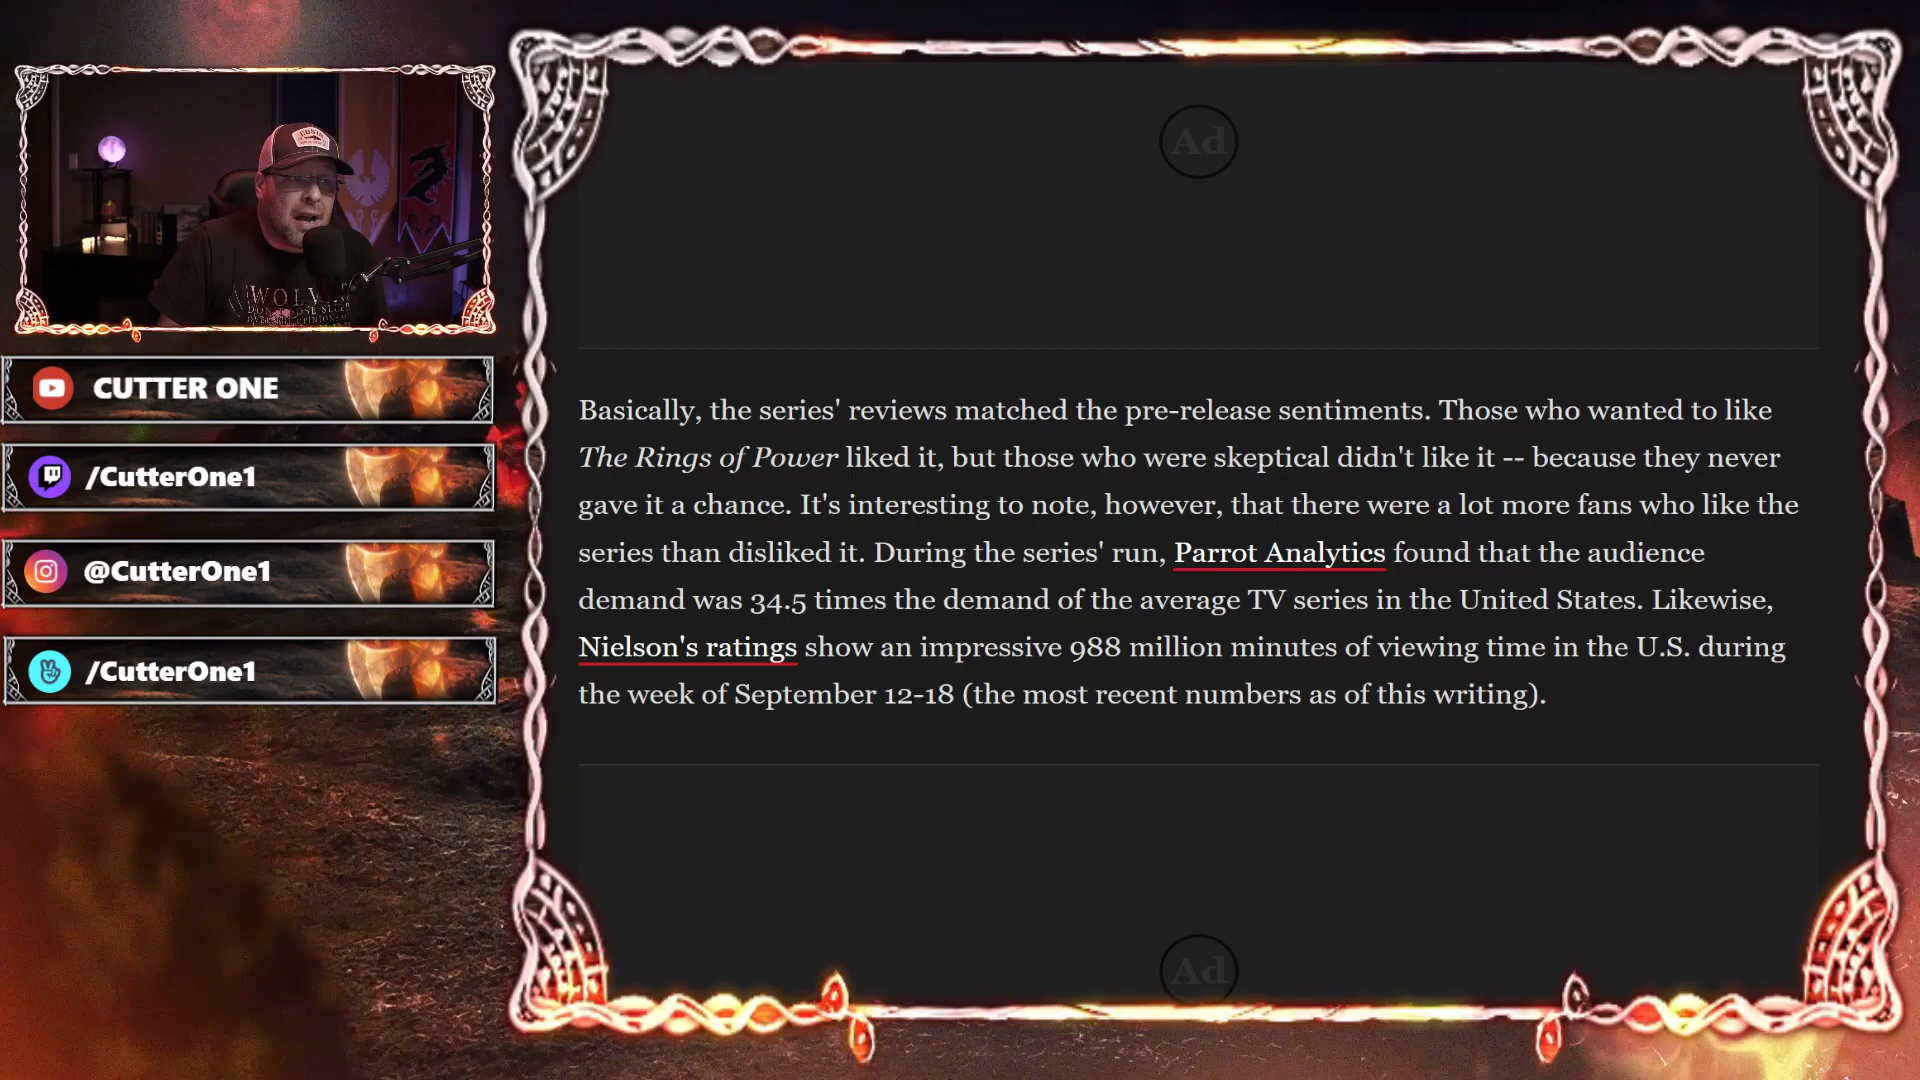 Ad
WOLV
CUTTER ONE
/CutterOne1
@CutterOne1
/CutterOne1
Basically, the series' reviews matched the pre-release sentiments. Those who wanted to like
The Rings of Power liked it, but those who were skeptical didn't like it -- because they never
gave it a chance. It's interesting to note, however, that there were a lot more fans who like the
series than disliked it. During the series' run, Parrot Analytics found that the audience
demand was 34.5 times the demand of the average TV series in the United States. Likewise,
Nielson's ratings show an impressive 988 million minutes of viewing time in the U.S. during
the week of September 12-18 (the most recent numbers as of this writing).
Ad